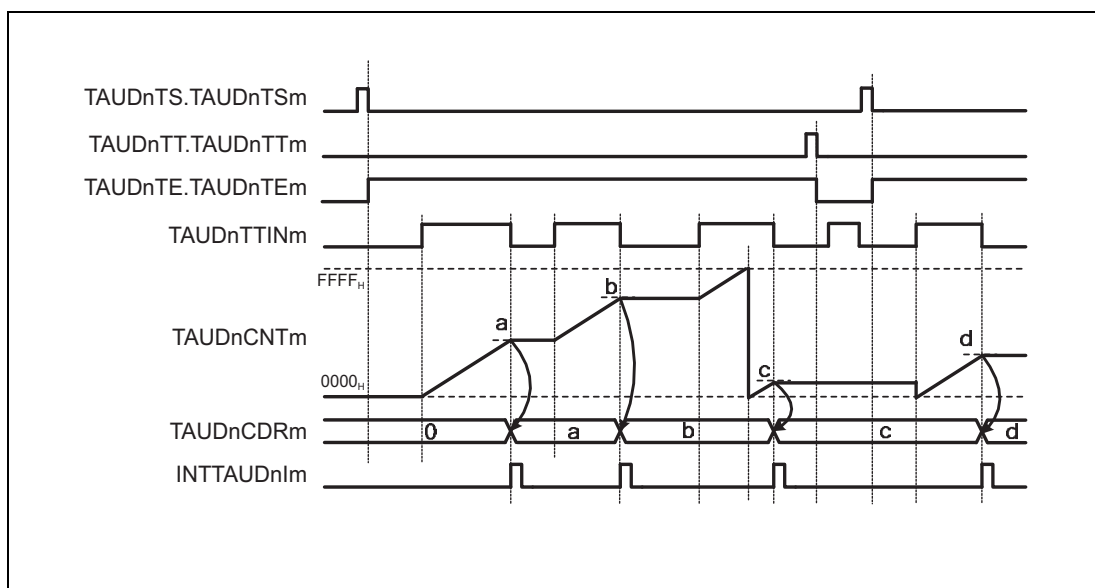 TAUDnTS.TAUDnTSm
TAUDnTT.TAUDnTTm
TAUDnTE.TAUDnTEm
TAUDnTTINm
FFFFH
TAUDnCNTm
a
b
c
d
0000H
TAUDnCDRm
0
a
b
c
d
INTTAUDnIm